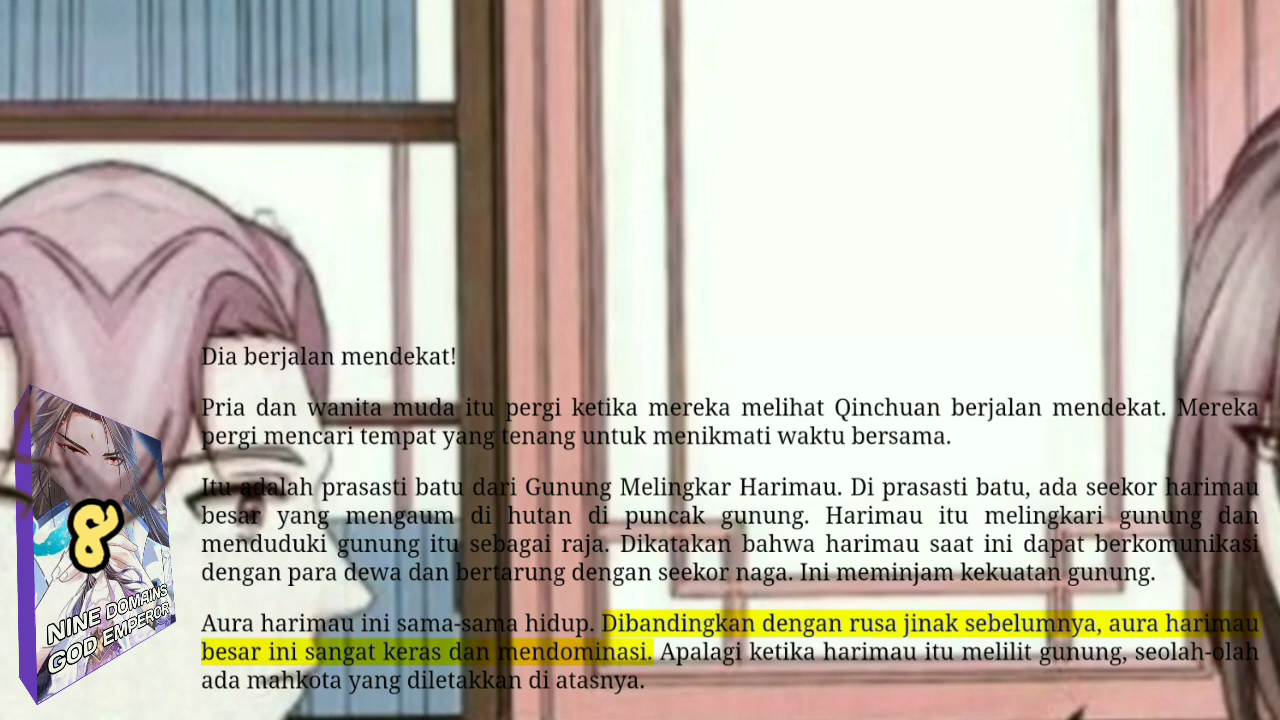 Dia berjalan mendekat!
Pria dan wanita muda itu pergi ketika mereka melihat Qinchuan berjalan mendekat. Mereka
pergi mencari tempat yang tenang untuk menikmati waktu bersama.
Itu adalah prasasti batu dari Gunung Melingkar Harimau. Di prasasti batu, ada seekor harimau
besar yang mengaum di hutan di puncak gunung. Harimau itu melingkari gunung dan
menduduki gunung itu sebagai raja. Dikatakan bahwa harimau saat ini dapat berkomunikasi
dengan para dewa dan bertarung dengan seekor naga. Ini meminjam kekuatan gunung.
Aura harimau ini sama-sama hidup. Dibandingkan dengan rusa jinak sebelumnya, aura harimau
besar ini sangat keras dan mendominasi. Apalagi ketika harimau itu melilit gunung, seolah-olah
ada mahkota yang diletakkan di atasnya.
8
NINE DOMAINS
GOD EMPEROR